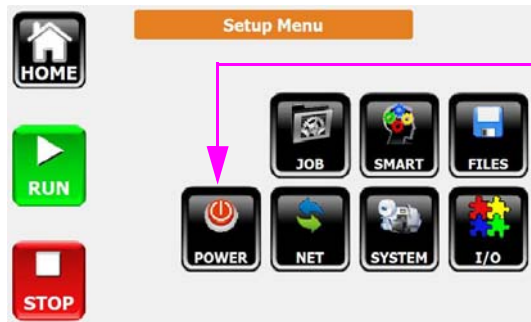 Setup Menu
HOME
JOB
SMART
FILES
RUN
POWER
NET
SYSTEM
I/O
STOP